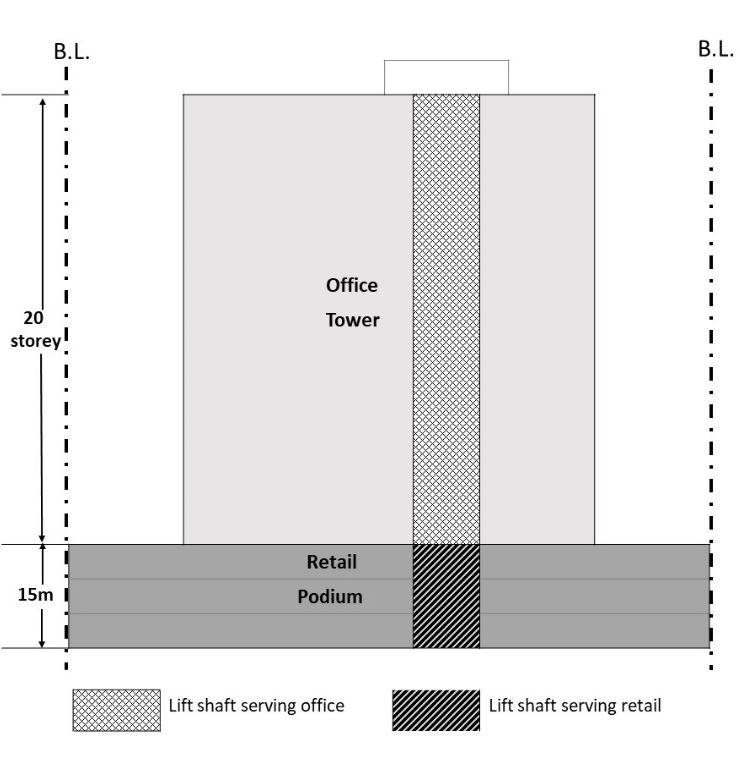 B.L.
B.L.
Office
Tower
20
storey
Retail
15m
Podium
Lift shaft serving office
Lift shaft serving retail